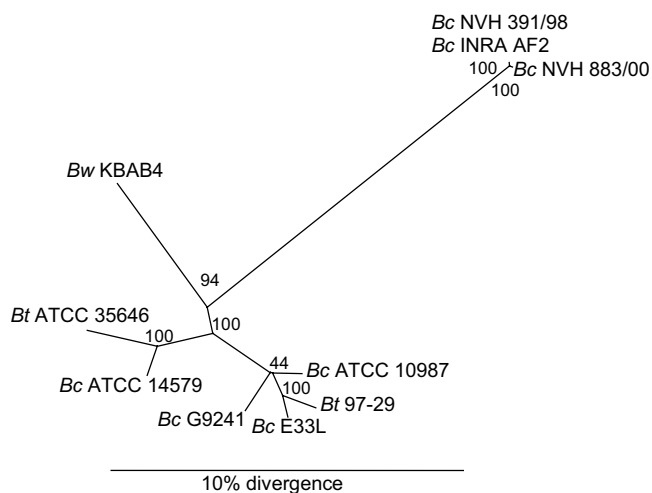 Bc NVH 391/98
Bc INRA AF2
100
Bc NVH 883/00
100
Bw KBAB4
94
Bt ATCC 35646
100
100
Bc ATCC 14579
44
Bc ATCC 10987
100
Bt 97-29
Bc G9241
Bc E33L
10% divergence